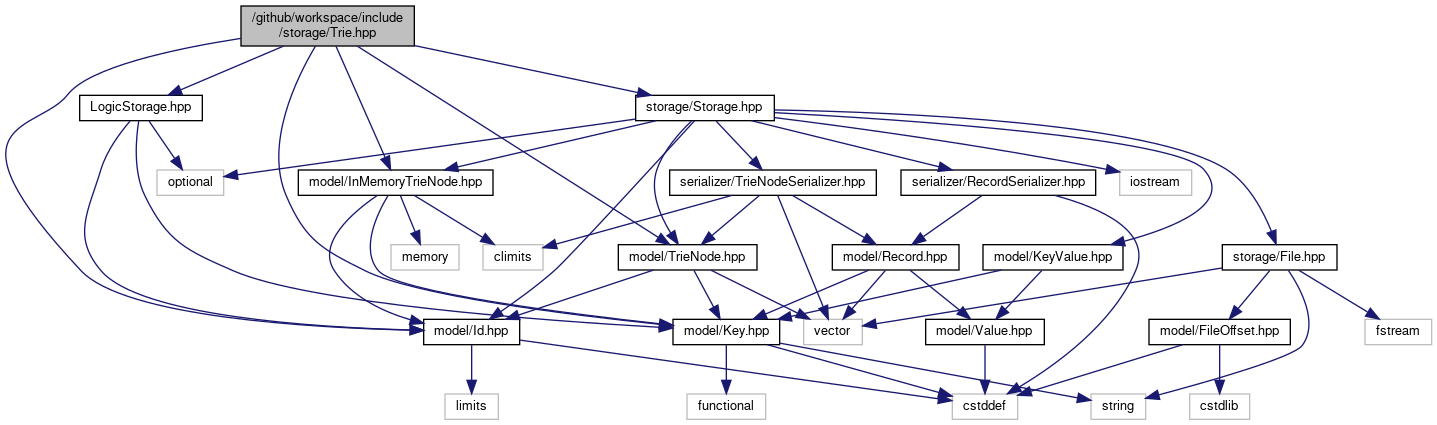 /github/workspace/include
/storage/Trie.hpp
LogicStorage.hpp
storage/Storage.hpp
optional
model/InMemoryTrieNode.hpp
serializer/TrieNodeSerializer.hpp
serializer/RecordSerializer.hpp
iostream
memory
climits
model/TrieNode.hpp
model/Record.hpp
model/KeyValue.hpp
storage/File.hpp
model/Id.hpp
model/Key.hpp
vector
model/Value.hpp
model/FileOffset.hpp
fstream
limits
functional
cstddef
string
cstdlib